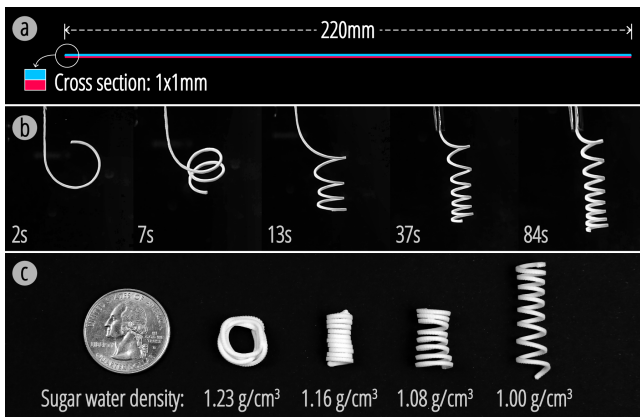 a
220mm
Cross section: 1x1mm
b
2s 7s 13s 37s 84s
c
Sugar water density: 1.23 g/cm³ 1.16 g/cm³ 1.08 g/cm³ 1.00 g/cm³